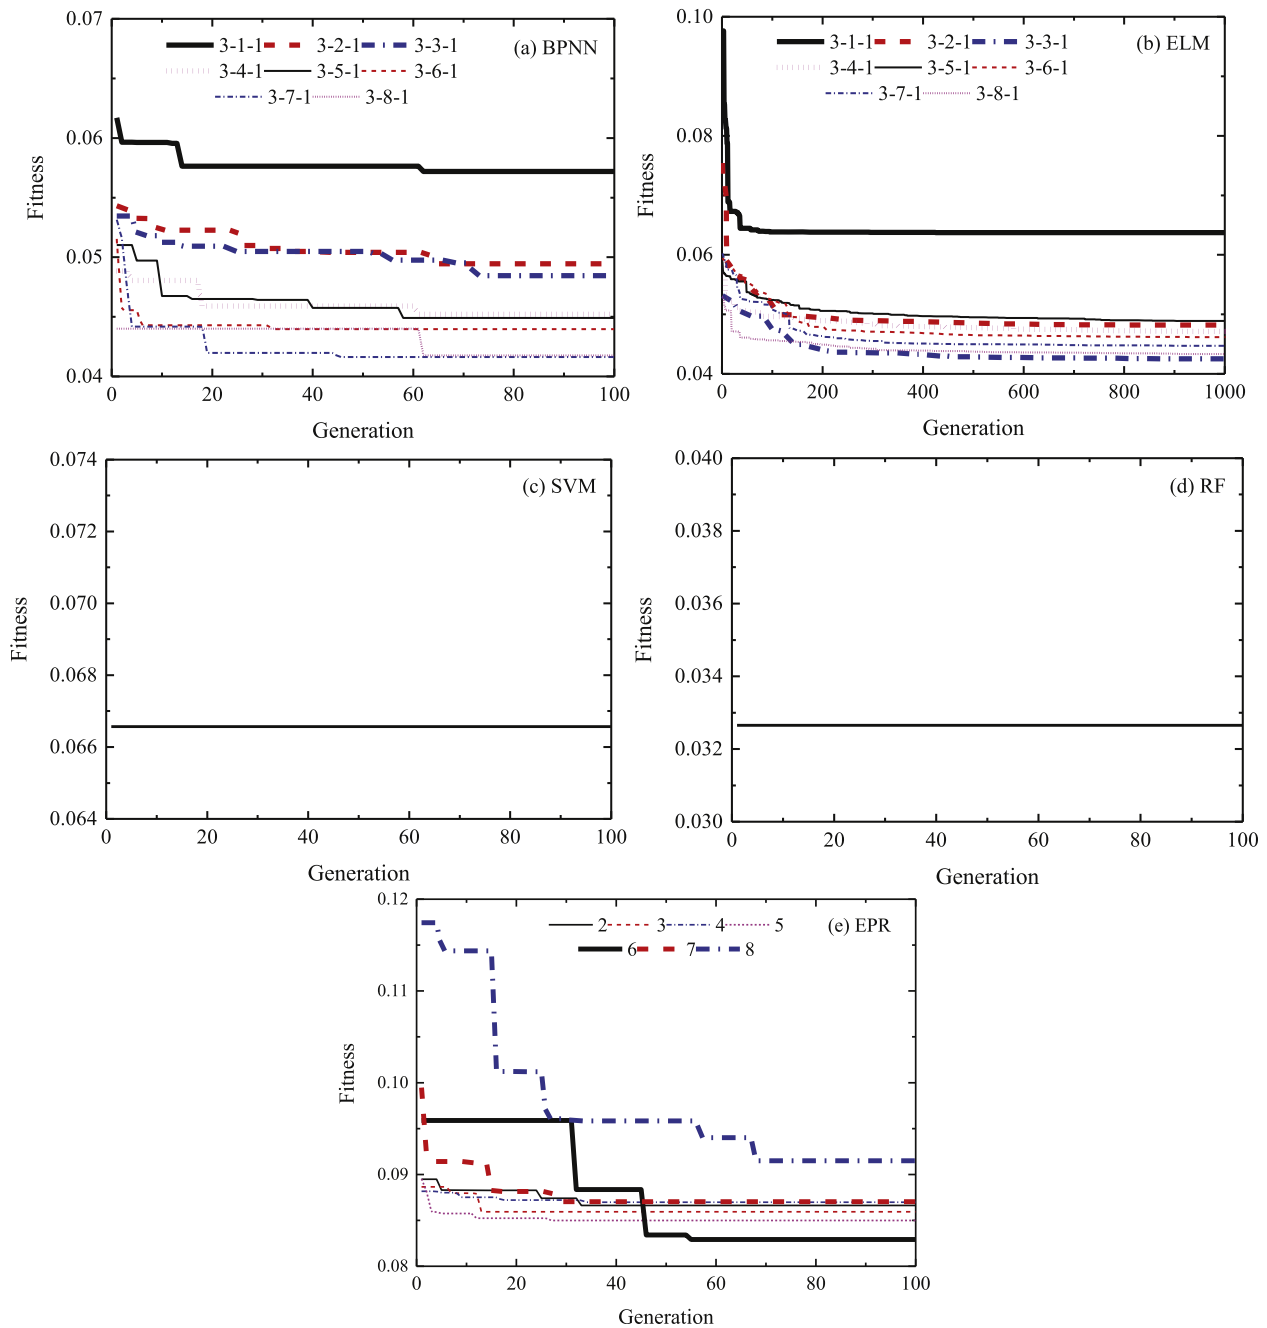 0.07
3-1-1 3-2-1 3-3-1
(a) BPNN
3-4-1 3-5-1 3-6-1
3-7-1 3-8-1
0.06
Fitness
0.05
0.04
0 20 40 60 80 100
Generation
0.10
3-1-1 3-2-1 3-3-1
(b) ELM
3-4-1 3-5-1 3-6-1
3-7-1 3-8-1
0.08
Fitness
0.06
0.04
0 200 400 600 800 1000
Generation
0.074
(c) SVM
0.072
0.070
Fitness
0.068
0.066
0.064
0 20 40 60 80 100
Generation
0.040
(d) RF
0.038
0.036
Fitness
0.034
0.032
0.030
0 20 40 60 80 100
Generation
0.12
2 3 4 5
(e) EPR
6 7 8
0.11
0.10
Fitness
0.09
0.08
0 20 40 60 80 100
Generation